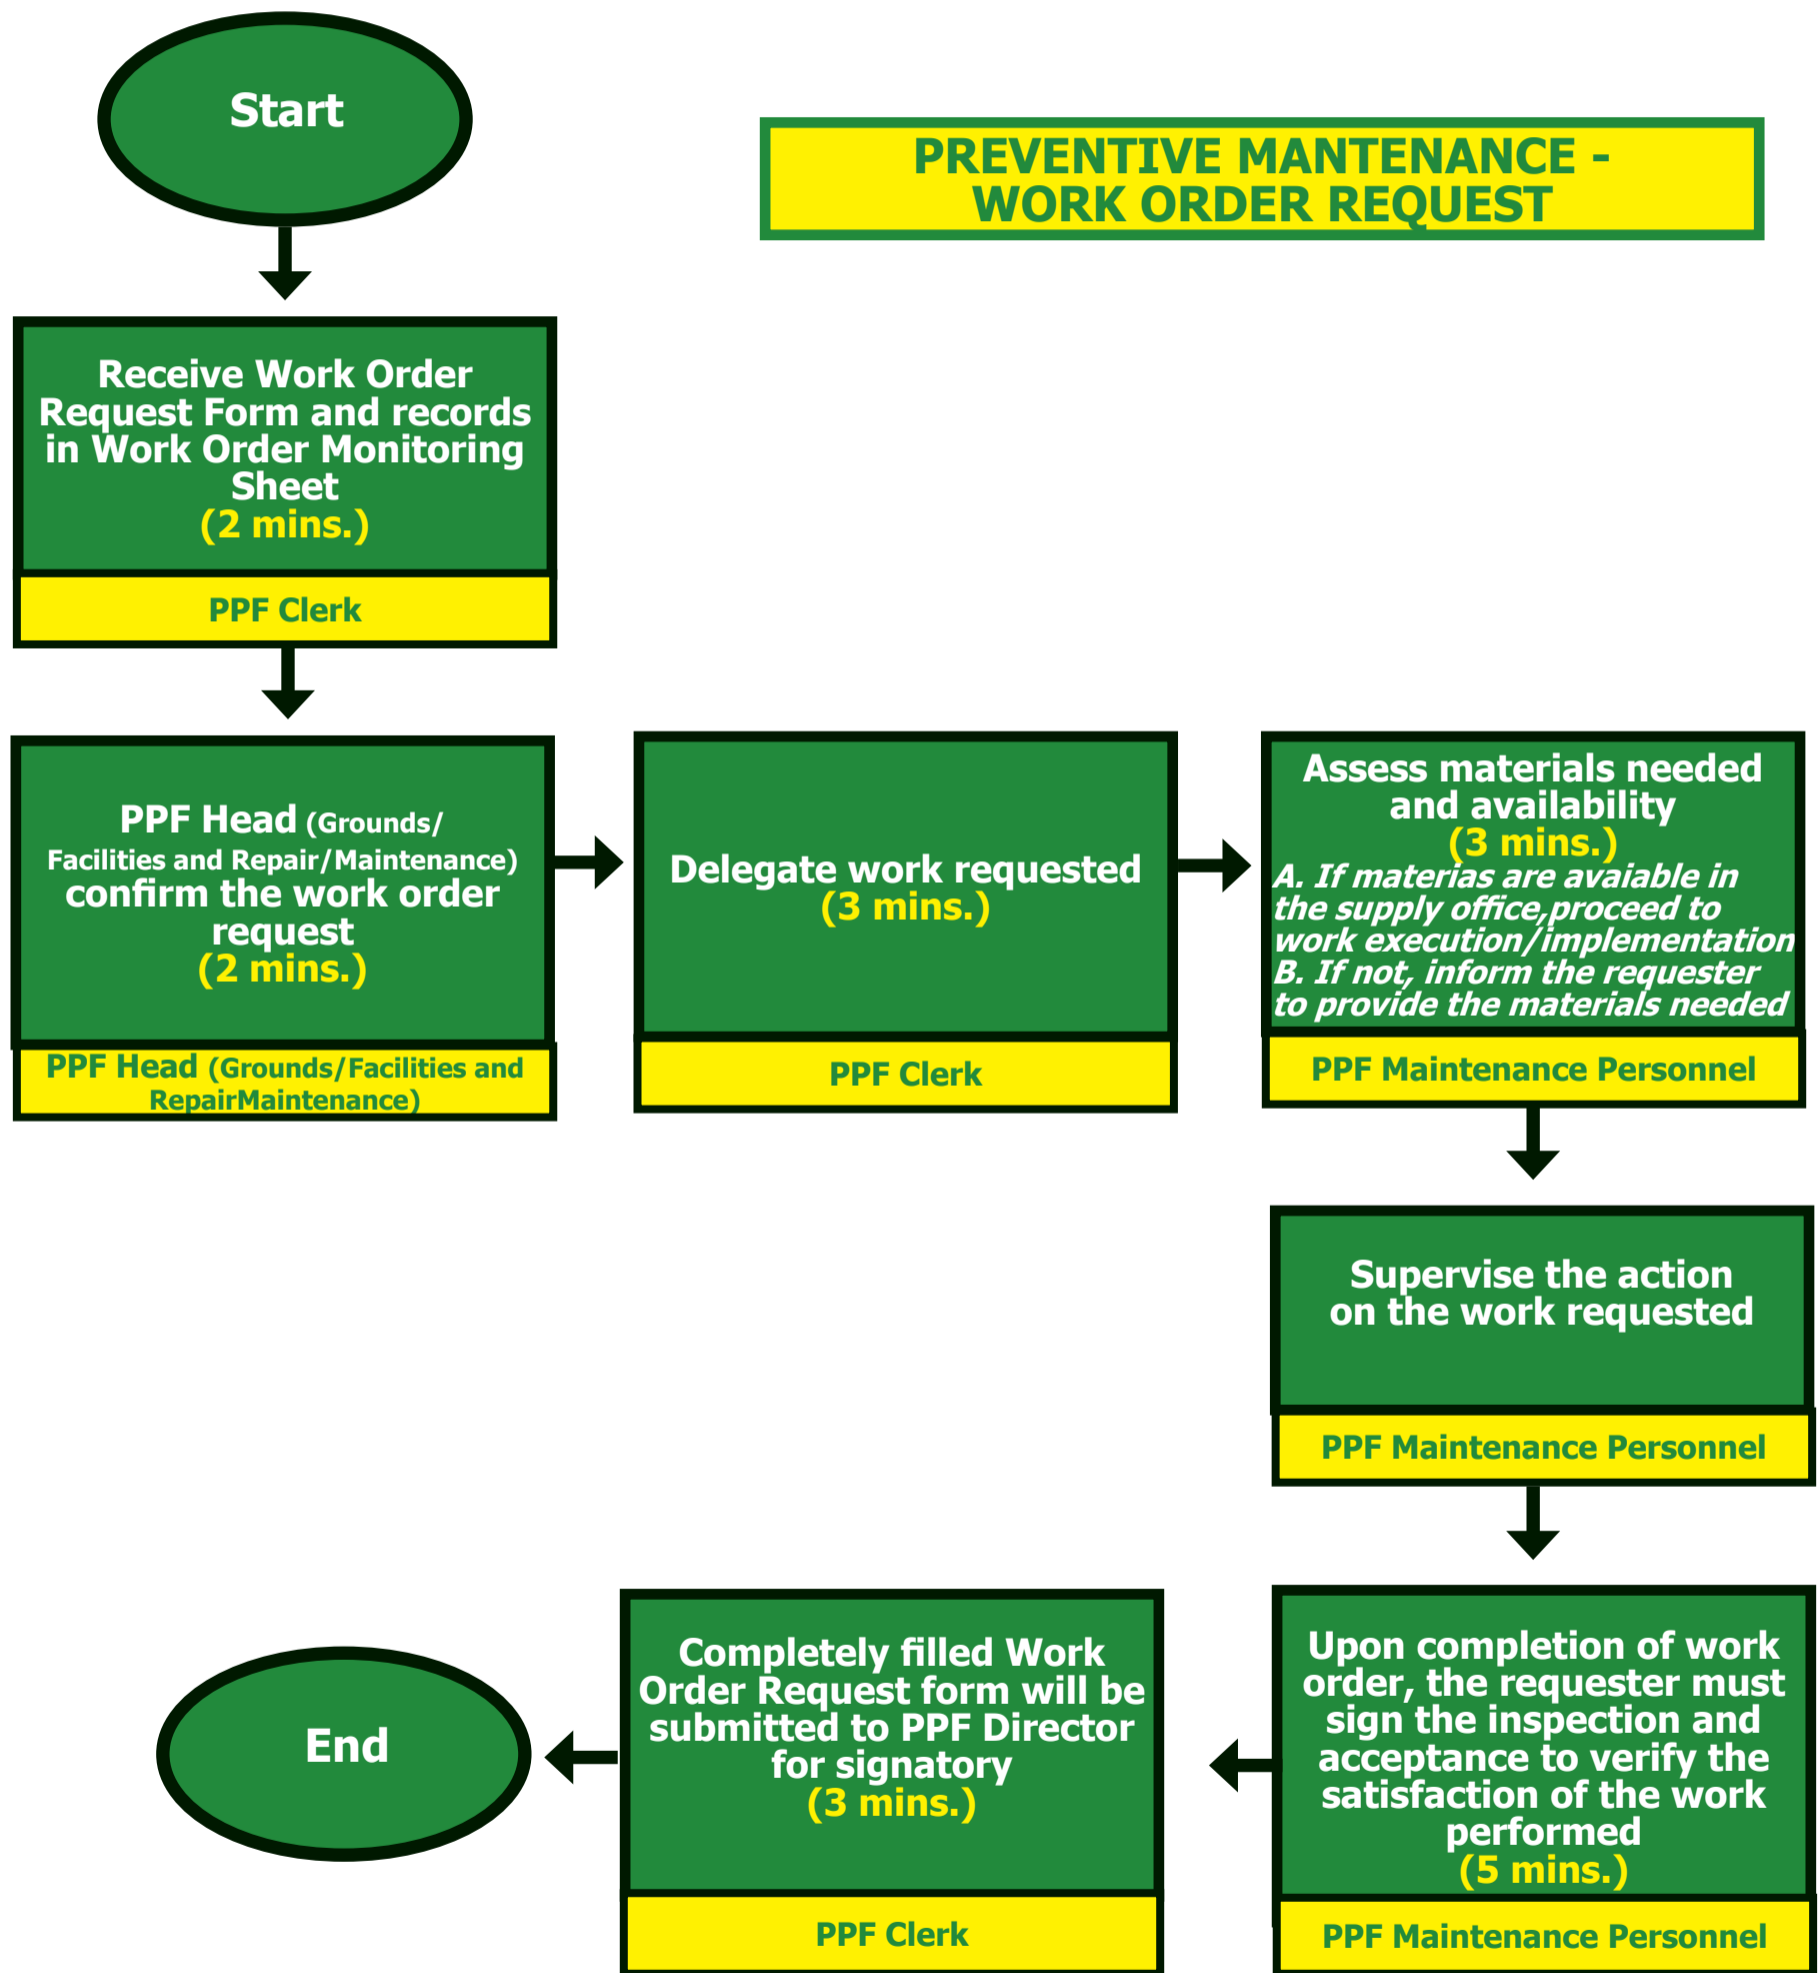 Start
PREVENTIVE MANTENANCE -
WORK ORDER REQUEST
Receive Work Order
Request Form and records
in Work Order Monitoring
Sheet
(2 mins.)
PPF Clerk
PPF Head (Grounds/
Facilities and Repair/Maintenance)
confirm the work order
request
(2 mins.)
PPF Head (Grounds/Facilities and
RepairMaintenance)
Delegate work requested
(3 mins.)
PPF Clerk
Assess materials needed
and availability
(3 mins.)
A. If materias are avaiable in
the supply office,proceed to
work execution/implementation
B. If not, inform the requester
to provide the materials needed
PPF Maintenance Personnel
Supervise the action
on the work requested
PPF Maintenance Personnel
Upon completion of work
order, the requester must
sign the inspection and
acceptance to verify the
satisfaction of the work
performed
(5 mins.)
PPF Maintenance Personnel
Completely filled Work
Order Request form will be
submitted to PPF Director
for signatory
(3 mins.)
PPF Clerk
End